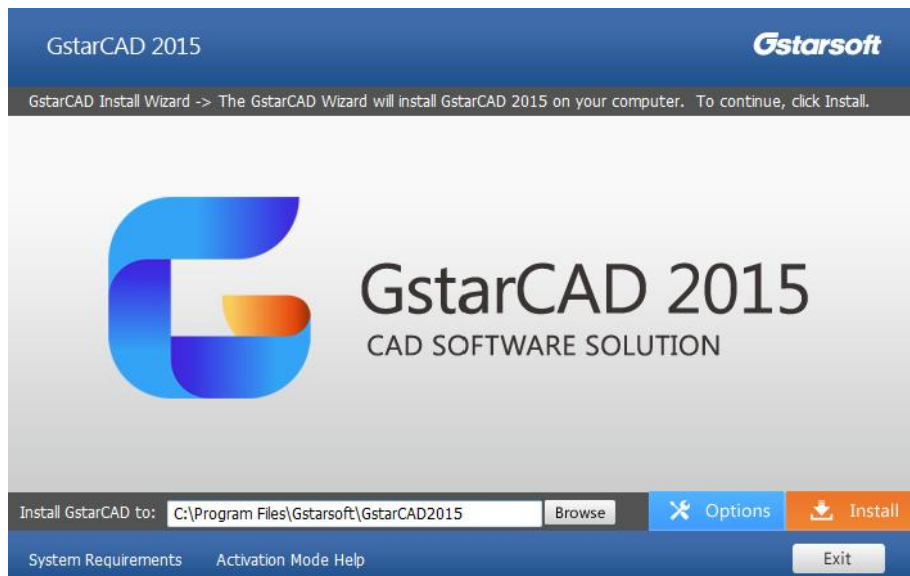 GstarCAD 2015
Gstarsoft
GstarCAD Install Wizard -> The GstarCAD Wizard will install GstarCAD 2015 on your computer. To continue, click Install.
GstarCAD 2015
CAD SOFTWARE SOLUTION
Install GstarCAD to: C:\Program Files\Gstarsoft\GstarCAD2015 Browse Options Install
System Requirements Activation Mode Help Exit